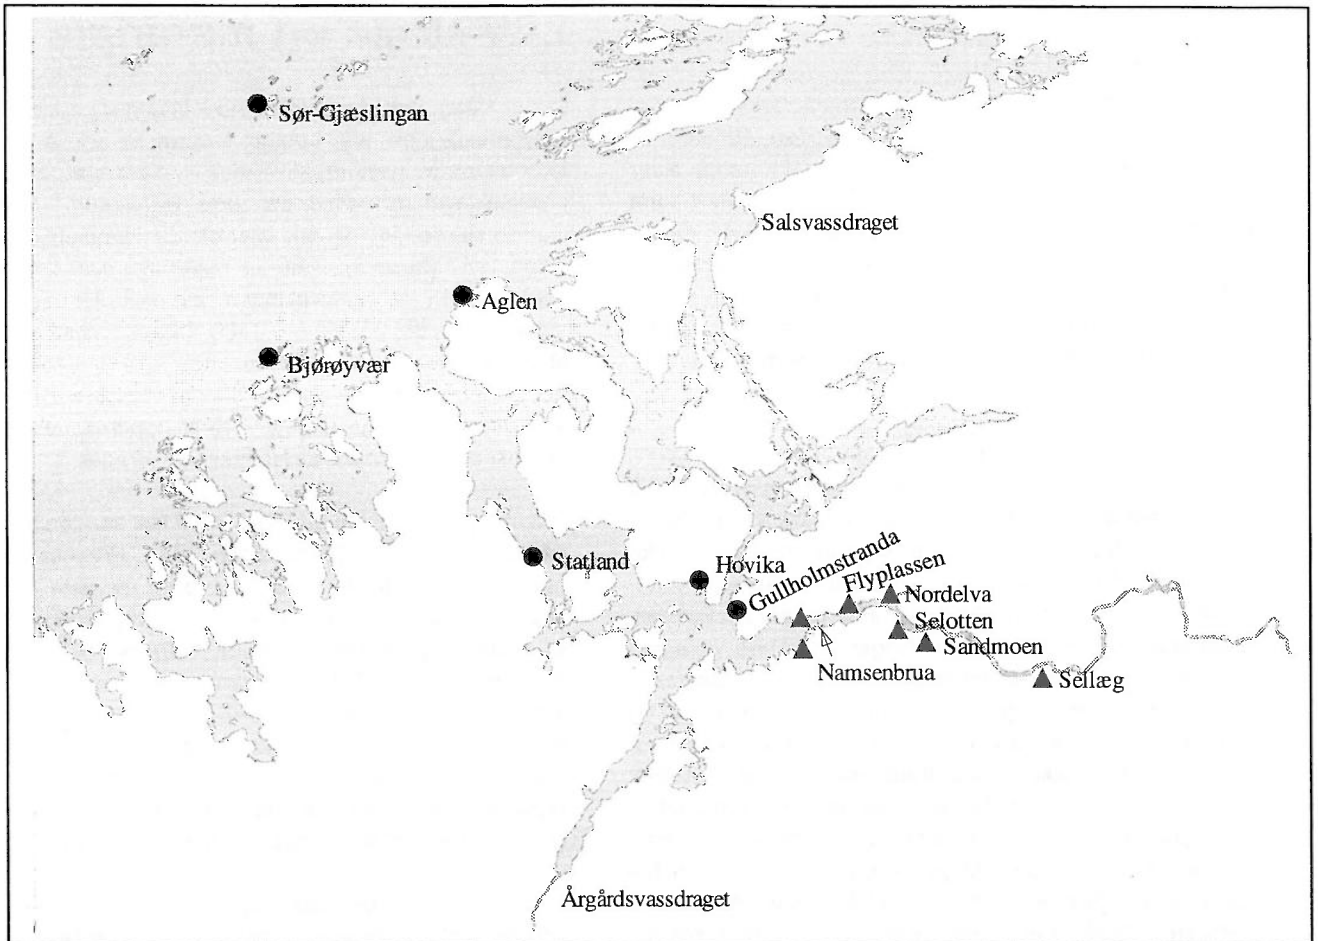 Sør-Gjæslingan
Salsvassdraget
Aglen
Bjørøyvær
Statland
Hovika
Gullholmstranda
Flyplassen
Nordelva
Selotten
Sandmoen
Namsenbrua
Sellæg
Årgårdsvassdraget